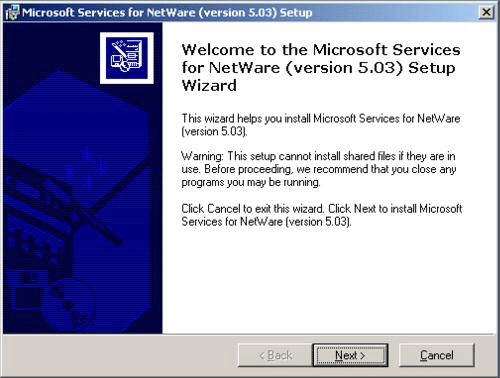 Microsoft Services for NetWare (version 5.03) Setup
Welcome to the Microsoft Services
for NetWare (version 5.03) Setup
Wizard
This wizard helps you install Microsoft Services for NetWare
(version 5.03).
Warning: This setup cannot install shared files if they are in
use. Before proceeding, we recommend that you close any
programs you may be running.
Click Cancel to exit this wizard. Click Next to install Microsoft
Services for NetWare (version 5.03).
< Back
Next >
Cancel